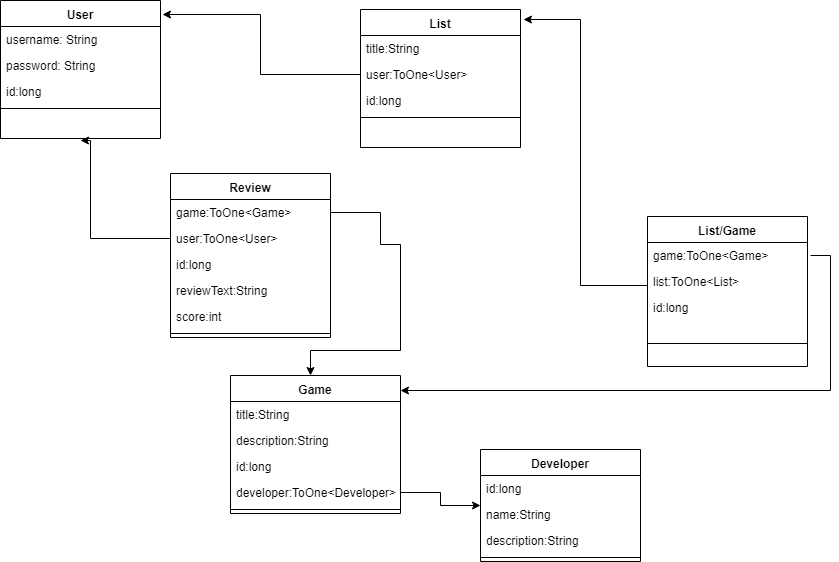 User
username: String
password: String
id:long
List
title:String
user:ToOne<User>
id:long
Review
game:ToOne<Game>
user:ToOne<User>
id:long
reviewText:String
score:int
List/Game
game:ToOne<Game>
list:ToOne<List>
id:long
Game
title:String
description:String
id:long
developer:ToOne<Developer>
Developer
id:long
name:String
description:String